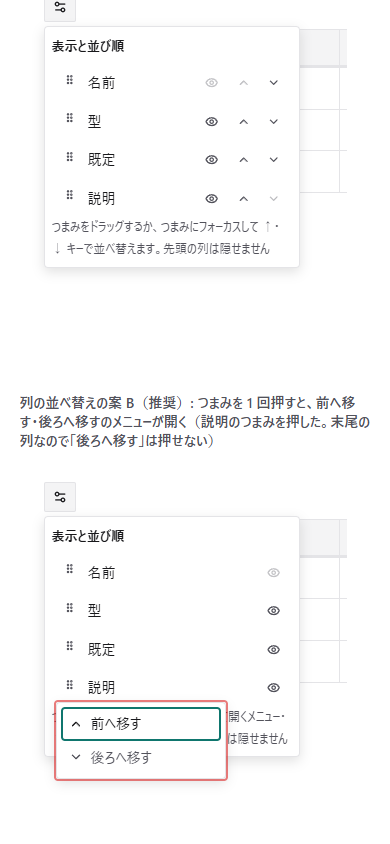 表示と並び順
名前
型
既定
説明
つまみをドラッグするか、つまみにフォーカスして ↑・
↓ キーで並べ替えます。先頭の列は隠せません
列の並べ替えの案 B（推奨）: つまみを 1 回押すと、前へ移
す・後ろへ移すのメニューが開く（説明のつまみを押した。末尾の
列なので「後ろへ移す」は押せない）
表示と並び順
名前
型
既定
説明
開くメニュー・
前へ移す
は隠せません
後ろへ移す